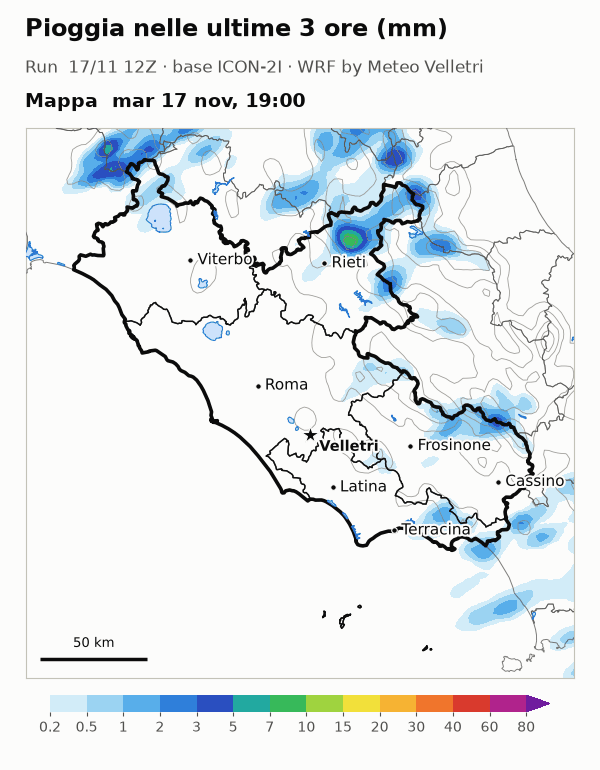 Pioggia nelle ultime 3 ore (mm)
Run  17/11 12Z · base ICON-2I · WRF by Meteo Velletri
Mappa  mar 17 nov, 19:00
Viterbo
Rieti
Roma
Velletri
Frosinone
Latina
Cassino
Terracina
50 km
0.2 0.5 1 2 3 5 7 10 15 20 30 40 60 80